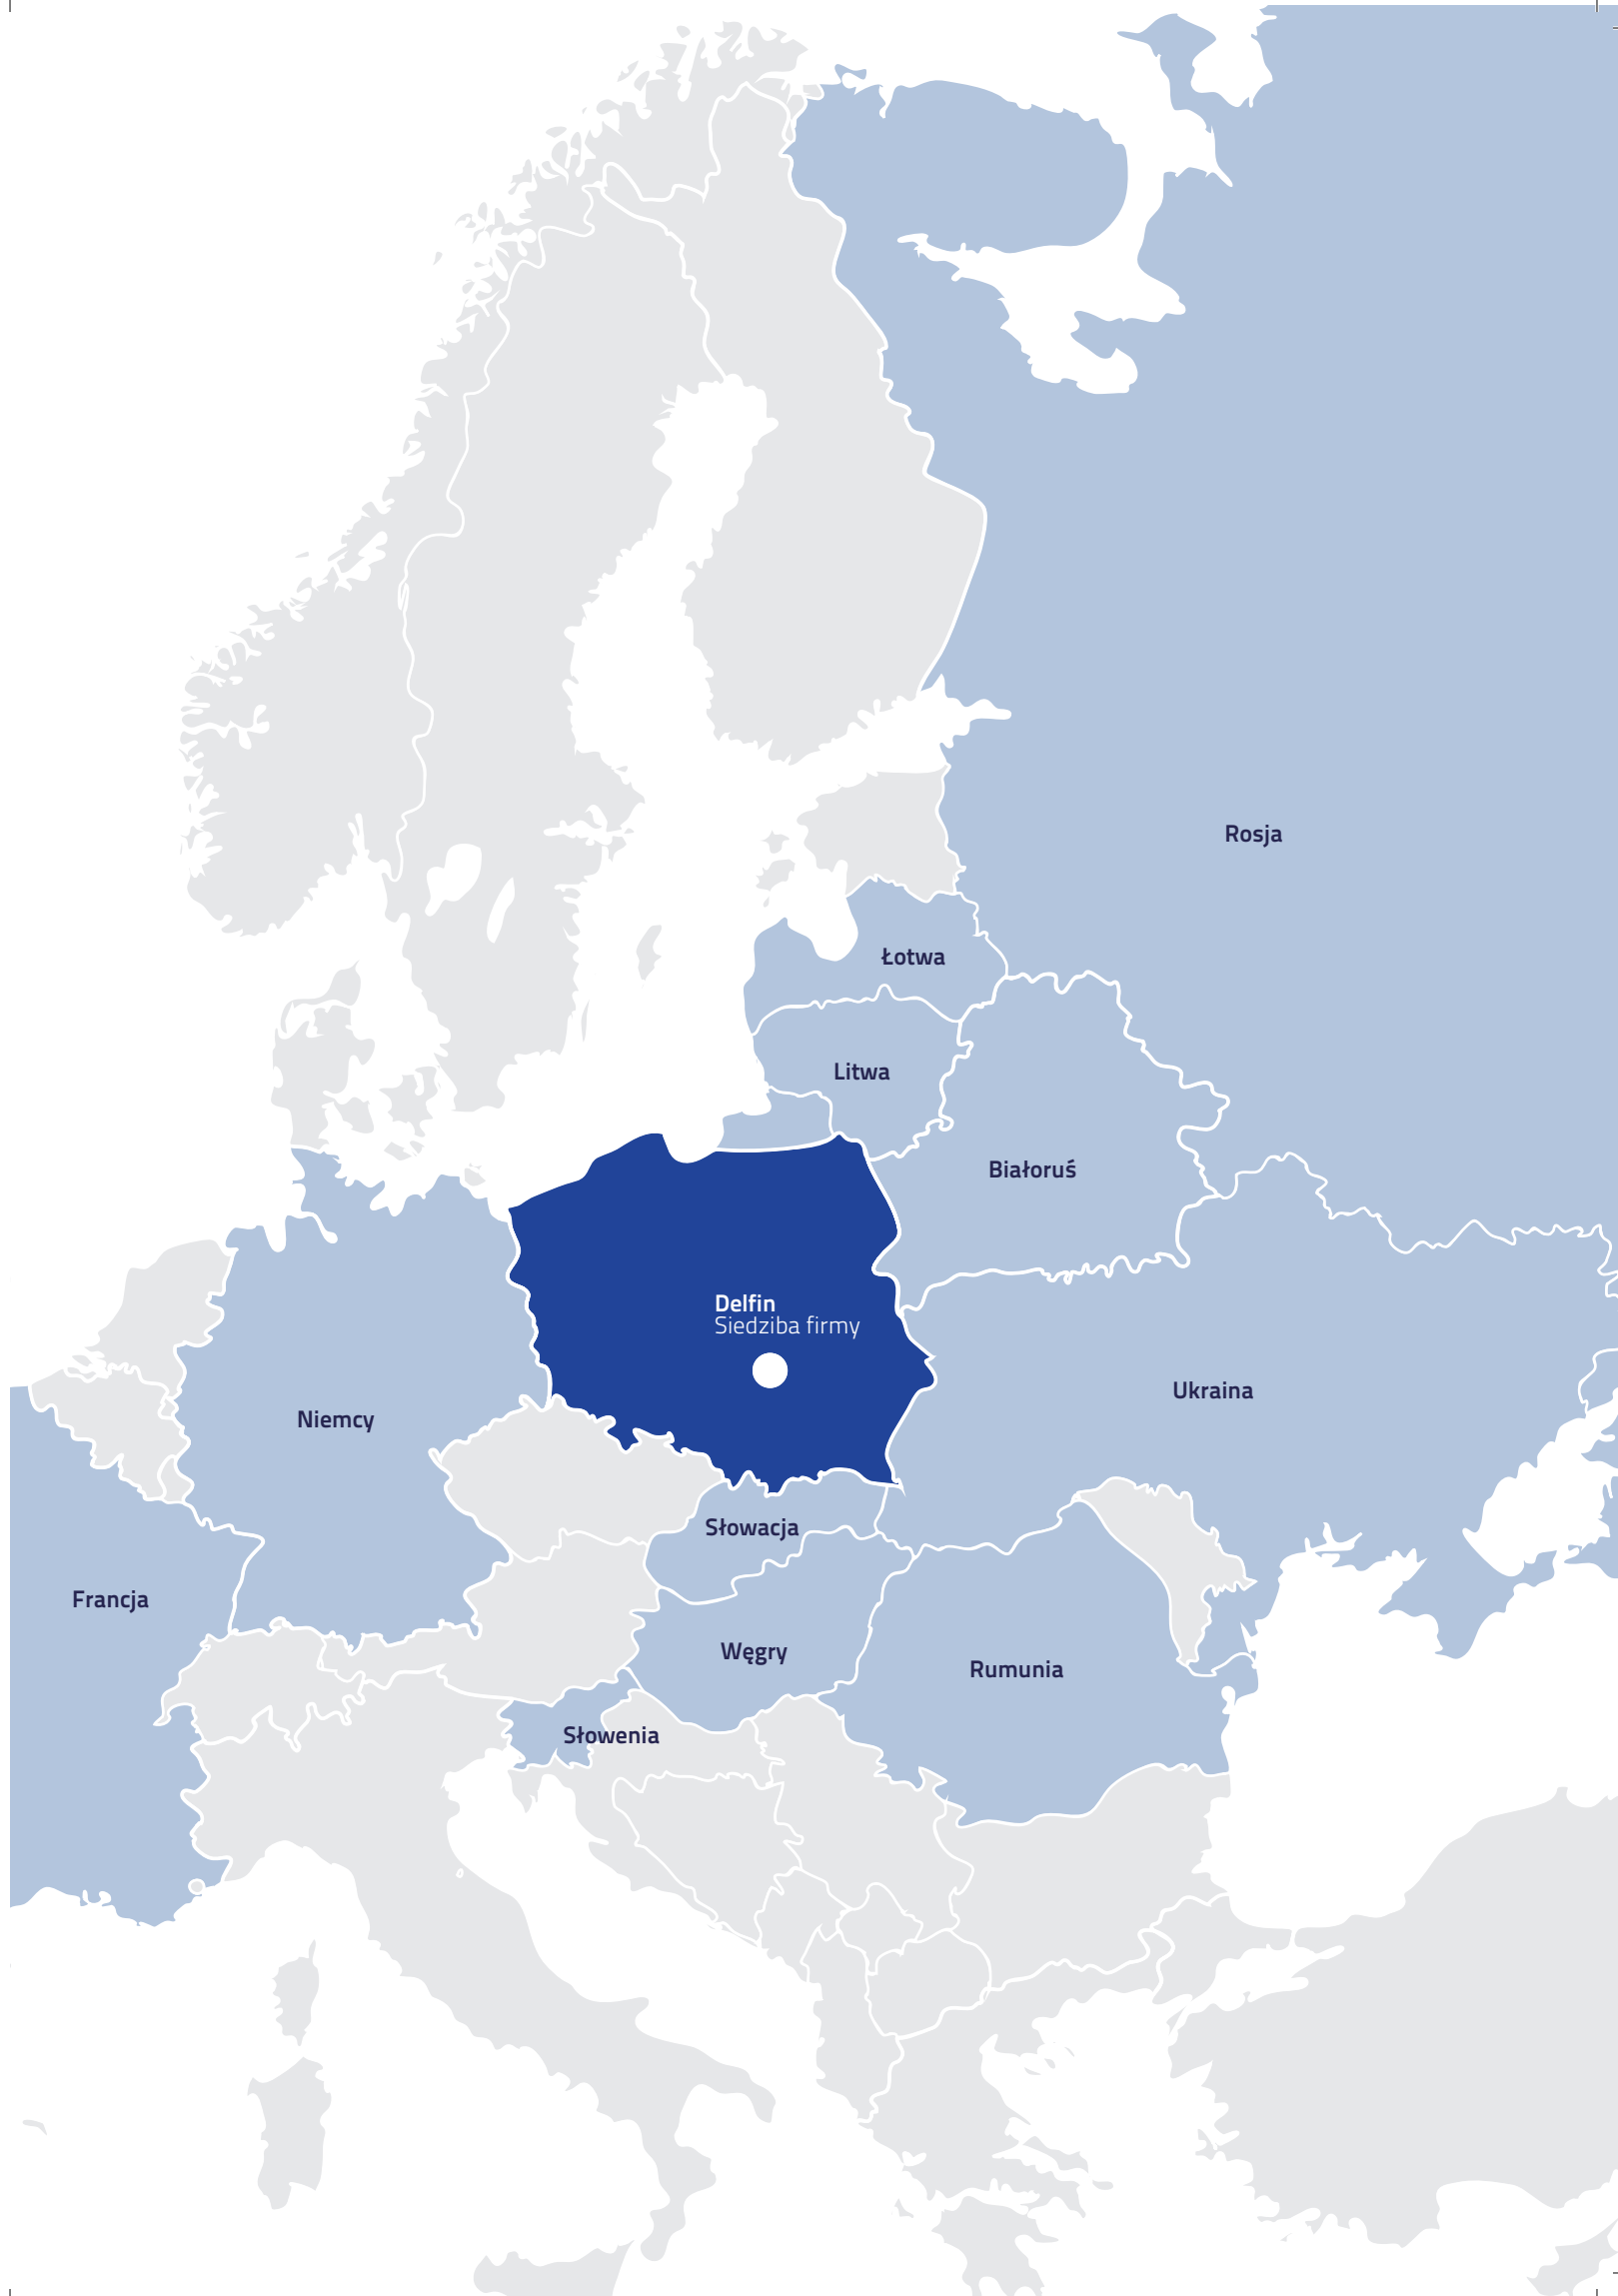 Rosja
Łotwa
Litwa
Białoruś
Delfin
Siedziba firmy
Ukraina
Niemcy
Słowacja
Francja
Węgry
Rumunia
Słowenia